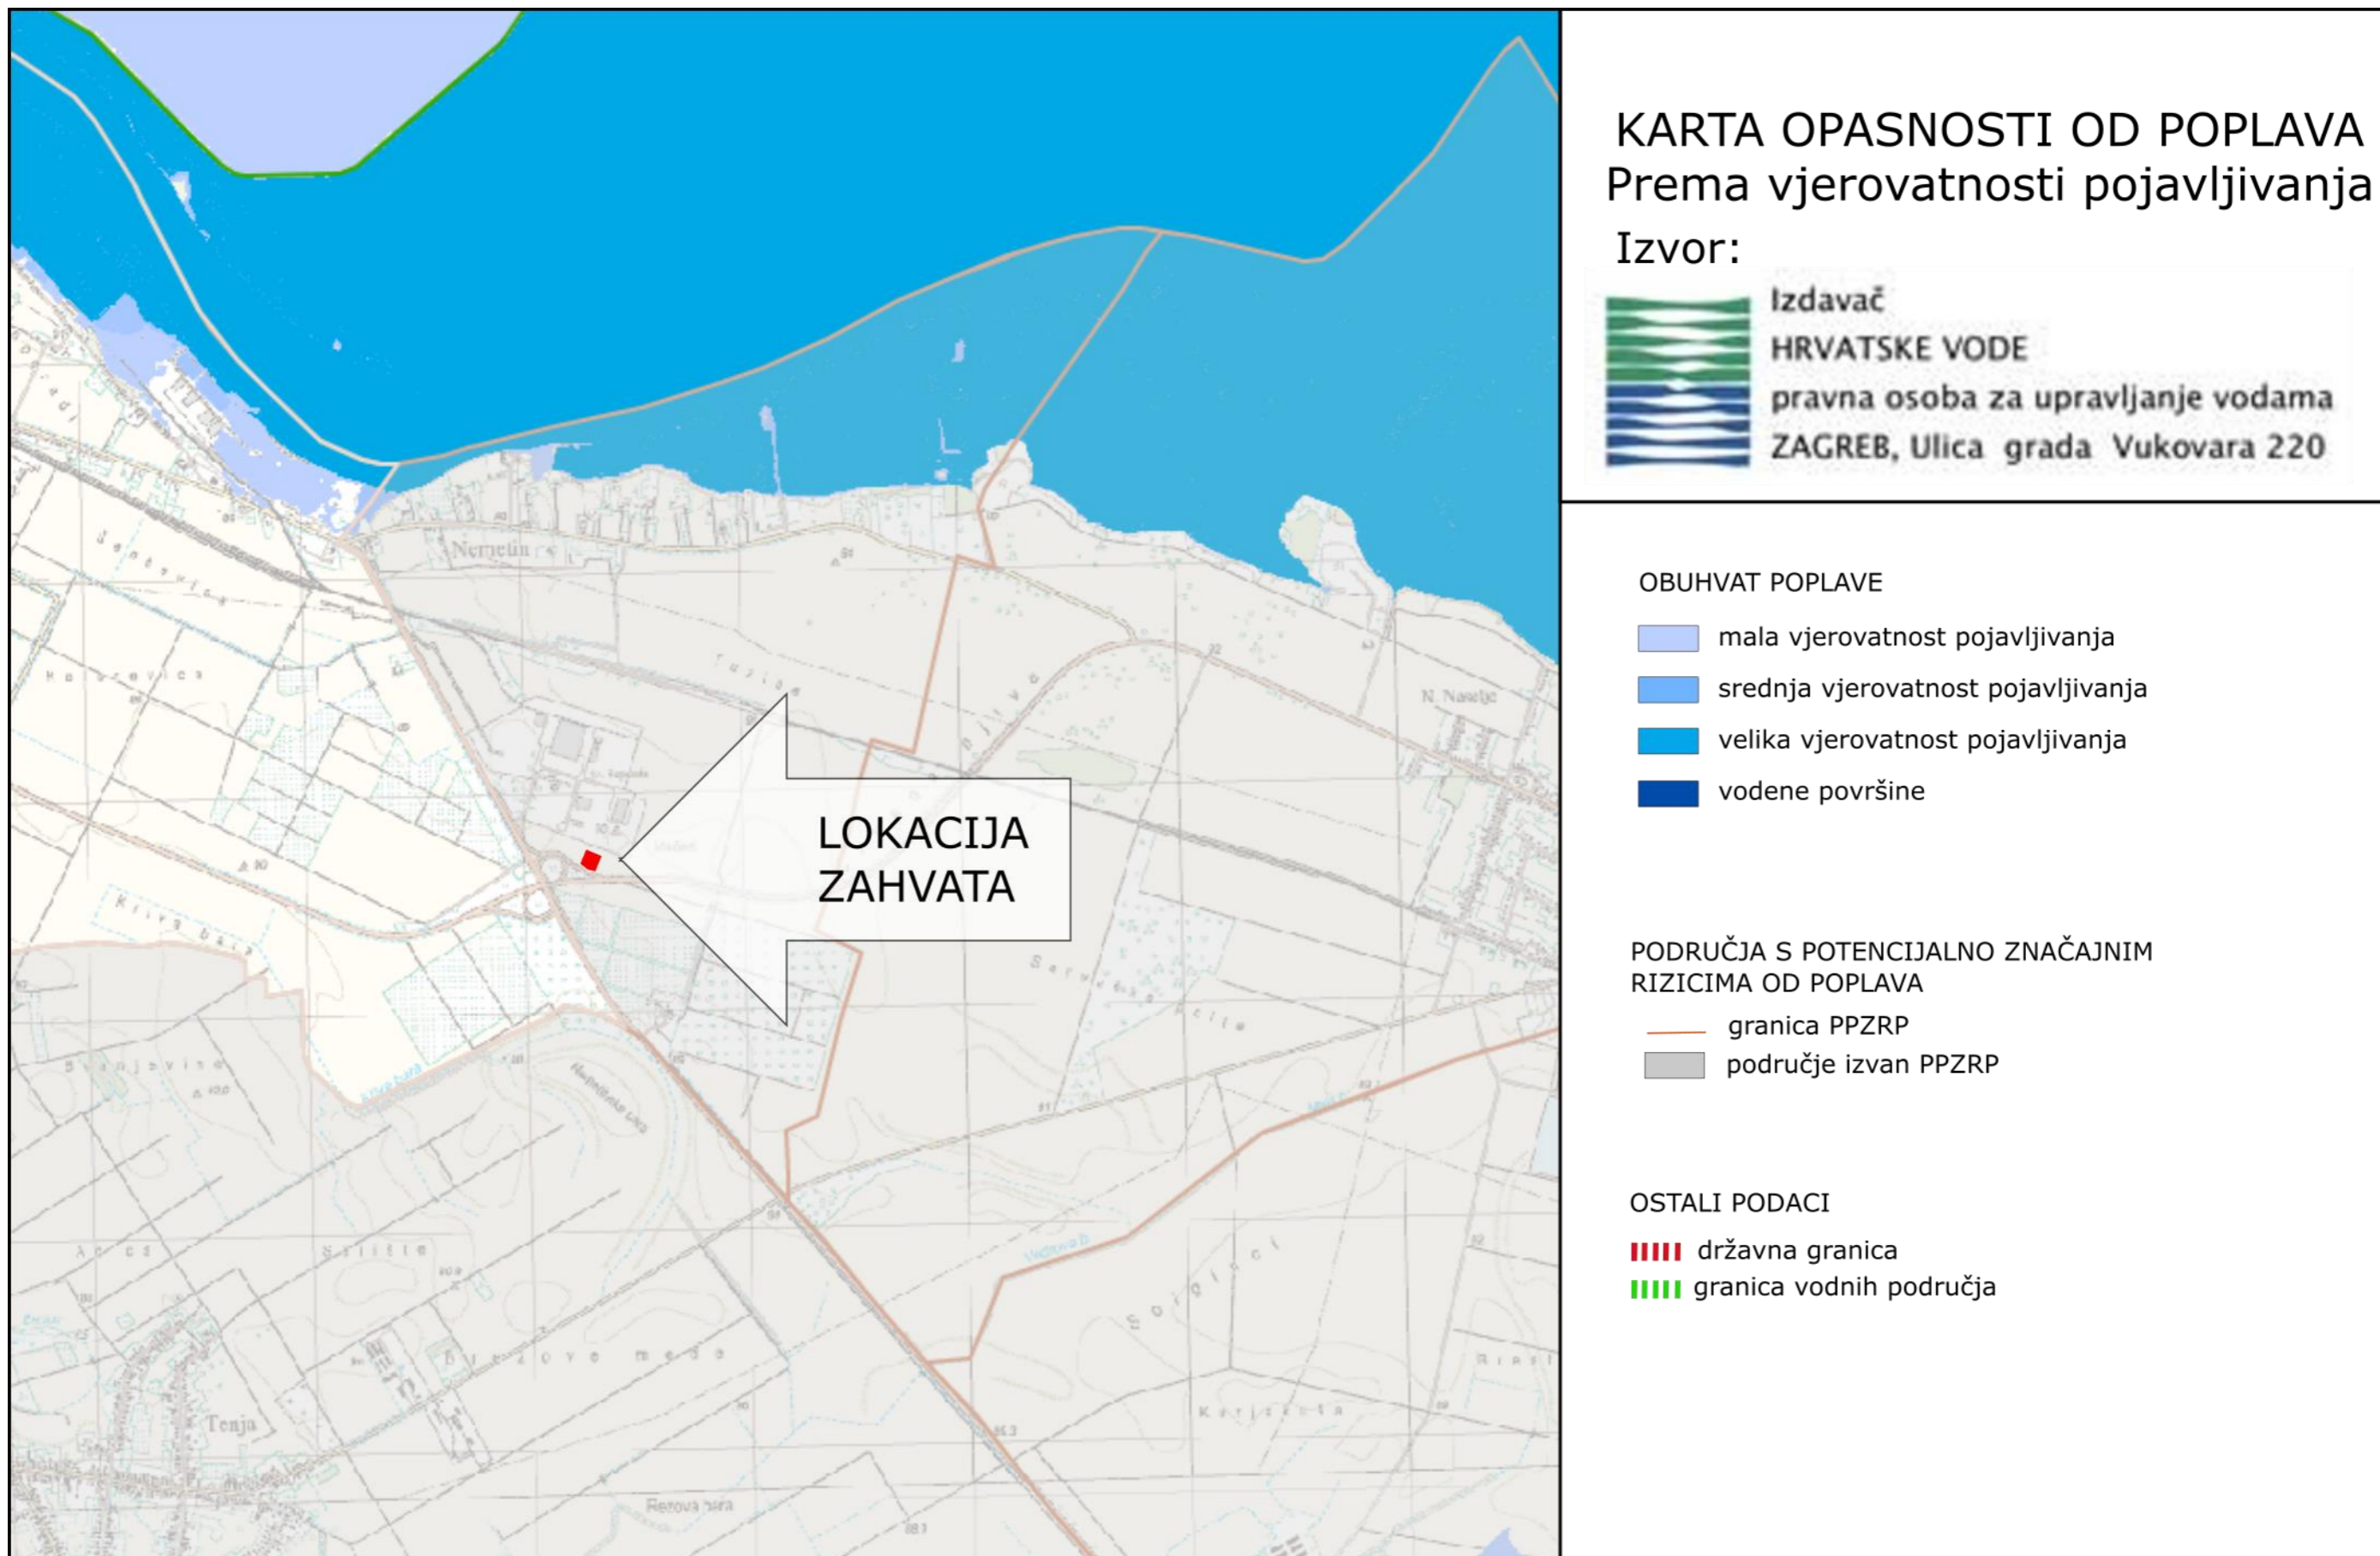 KARTA OPASNOSTI OD POPLAVA
Prema vjerovatnosti pojavljivanja
Izvor:
Izdavač
HRVATSKE VODE
pravna osoba za upravljanje vodama
ZAGREB, Ulica grada Vukovara 220
OBUHVAT POPLAVE
mala vjerovatnost pojavljivanja
srednja vjerovatnost pojavljivanja
velika vjerovatnost pojavljivanja
vodene površine
PODRUČJA S POTENCIJALNO ZNAČAJNIM
RIZICIMA OD POPLAVA
granica PPZRP
područje izvan PPZRP
OSTALI PODACI
državna granica
granica vodnih područja
Nemetin
N. Naselje
LOKACIJA
ZAHVATA
Kriva bara
Tenja